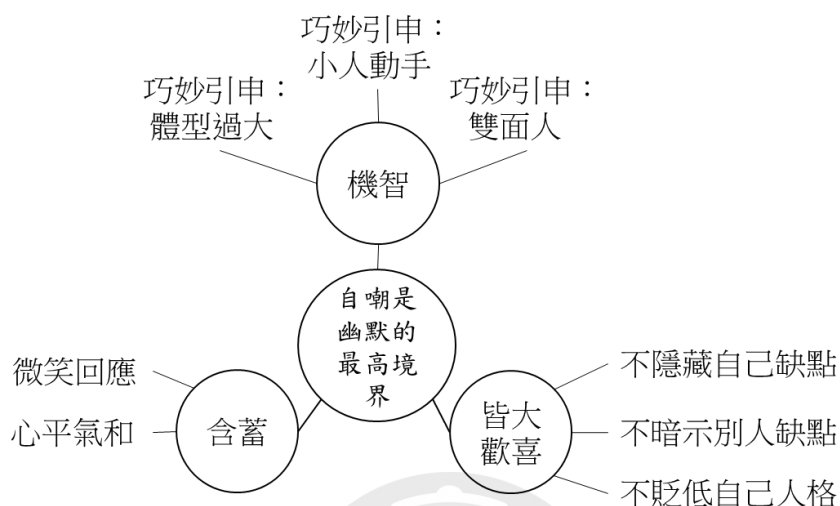 巧妙引申：
小人動手
巧妙引申：
體型過大
巧妙引申：
雙面人
機智
自嘲是
幽默的
最高境
界
微笑回應
心平氣和
含蓄
皆大
歡喜
不隱藏自己缺點
不暗示別人缺點
不貶低自己人格